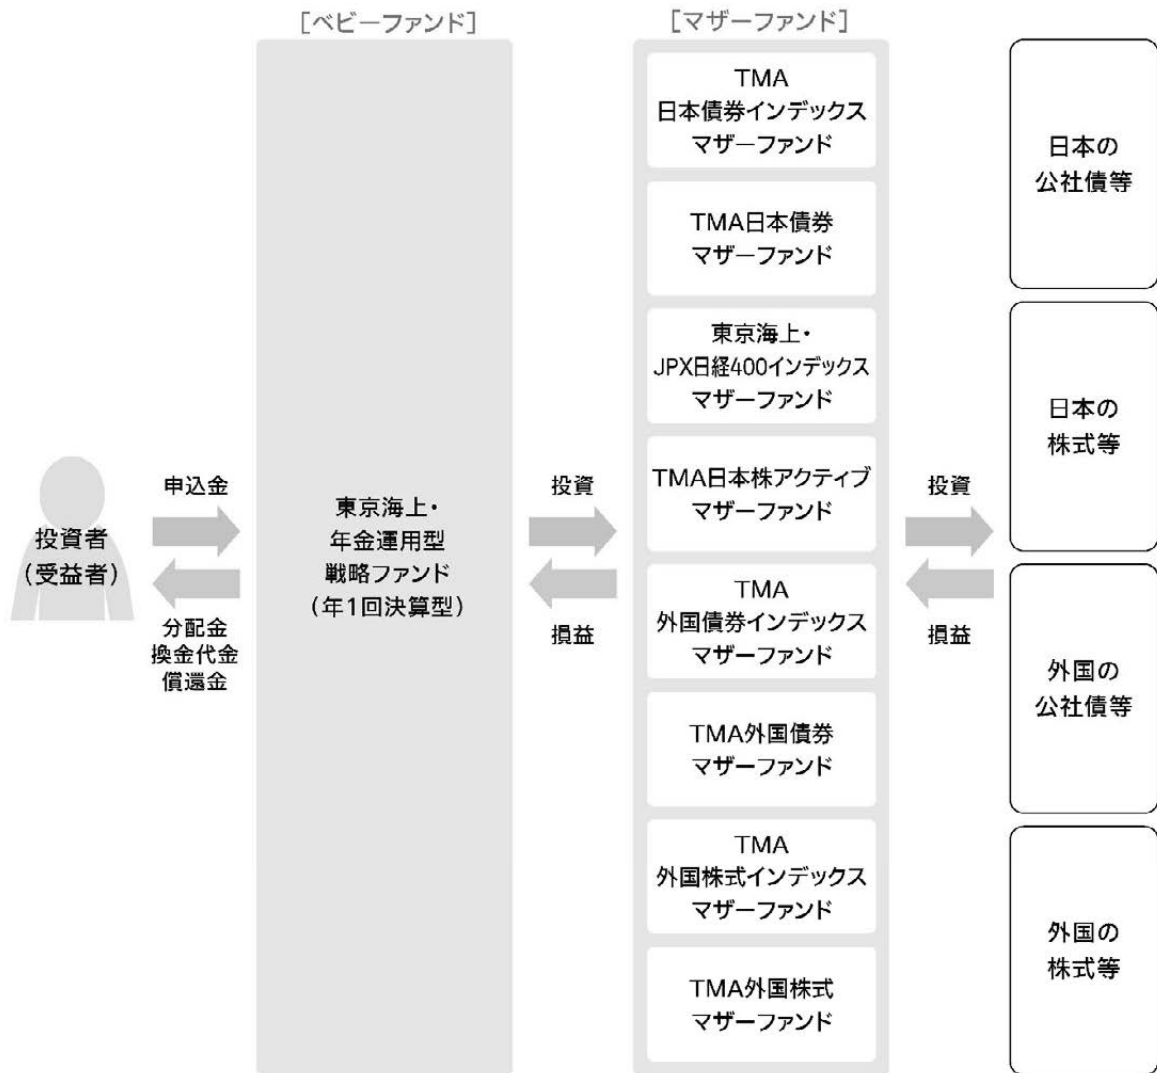 [ベビーファンド]
[マザーファンド]
投資者
(受益者)
申込金
分配金
換金代金
償還金
東京海上・
年金運用型
戦略ファンド
(年1回決算型)
投資
損益
TMA
日本債券インデックス
マザーファンド
TMA日本債券
マザーファンド
東京海上・
JPX日経400インデックス
マザーファンド
TMA日本株アクティブ
マザーファンド
TMA
外国債券インデックス
マザーファンド
TMA外国債券
マザーファンド
TMA
外国株式インデックス
マザーファンド
TMA外国株式
マザーファンド
投資
損益
日本の
公社債等
日本の
株式等
外国の
公社債等
外国の
株式等